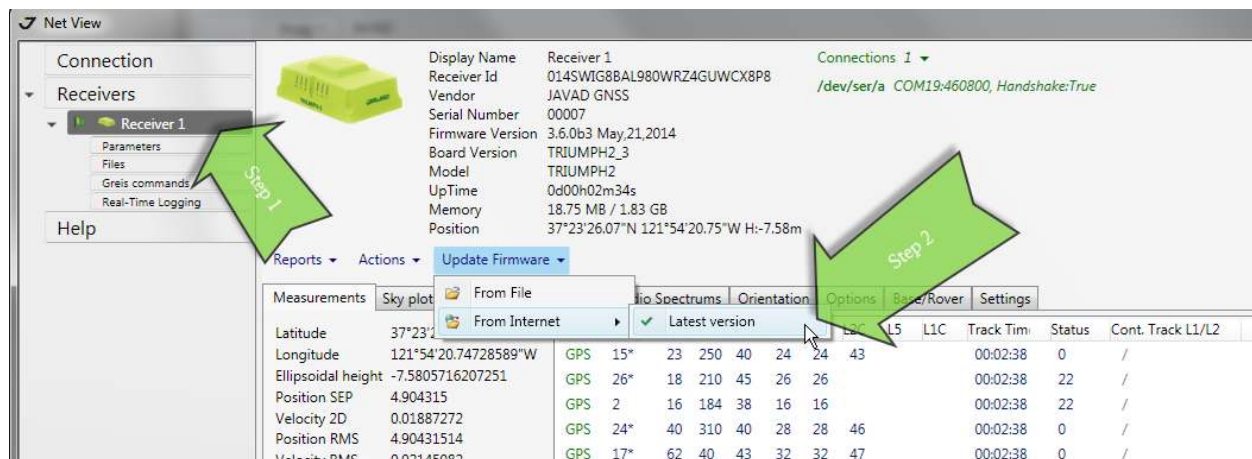 Net View
Connection
Receivers
Receiver 1
Parameters
Files
Greis commands
Real-Time Logging
Help
Step 1
Display Name Receiver 1
Receiver Id 014SWIG8BAL980WRZ4GUWCX8P8
Vendor JAVAD GNSS
Serial Number 00007
Firmware Version 3.6.0b3 May,21,2014
Board Version TRIUMPH2_3
Model TRIUMPH2
UpTime 0d00h02m34s
Memory 18.75 MB / 1.83 GB
Position 37°23'26.07"N 121°54'20.75"W H:-7.58m
Connections 1
/dev/ser/a COM19:460800, Handshake:True
Step 2
Reports Actions Update Firmware
From File
From Internet
Latest version
Measurements Sky plot Spectrums Orientation Options Base/Rover Settings
L2C L5 L1C Track Tim Status Cont. Track L1/L2
Latitude 37°23'2
Longitude 121°54'20.74728589"W
Ellipsoidal height -7.5805716207251
Position SEP 4.904315
Velocity 2D 0.01887272
Position RMS 4.90431514
GPS 15* 23 250 40 24 24 43 00:02:38 0 /
GPS 26* 18 210 45 26 26 00:02:38 22 /
GPS 2 16 184 38 16 16 00:02:38 22 /
GPS 24* 40 310 40 28 28 46 00:02:38 0 /
GPS 17* 62 40 43 32 32 47 00:02:38 0 /